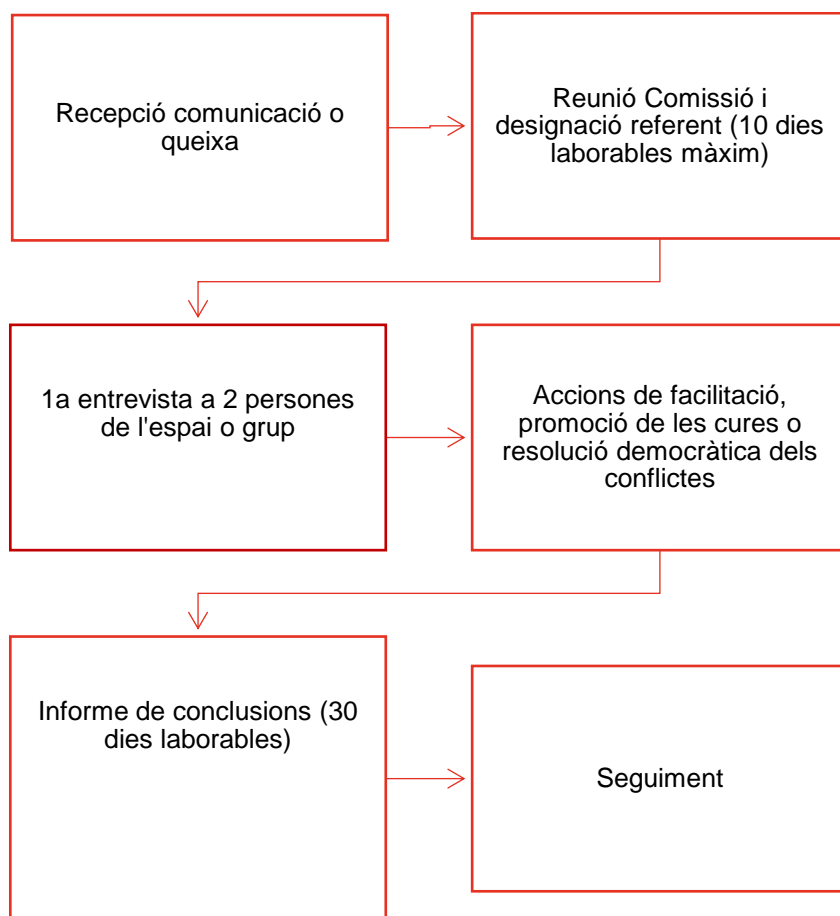 Recepció comunicació o
queixa
Reunió Comissió i
designació referent (10 dies
laborables màxim)
1a entrevista a 2 persones
de l'espai o grup
Accions de facilitació,
promoció de les cures o
resolució democràtica dels
conflictes
Informe de conclusions (30
dies laborables)
Seguiment